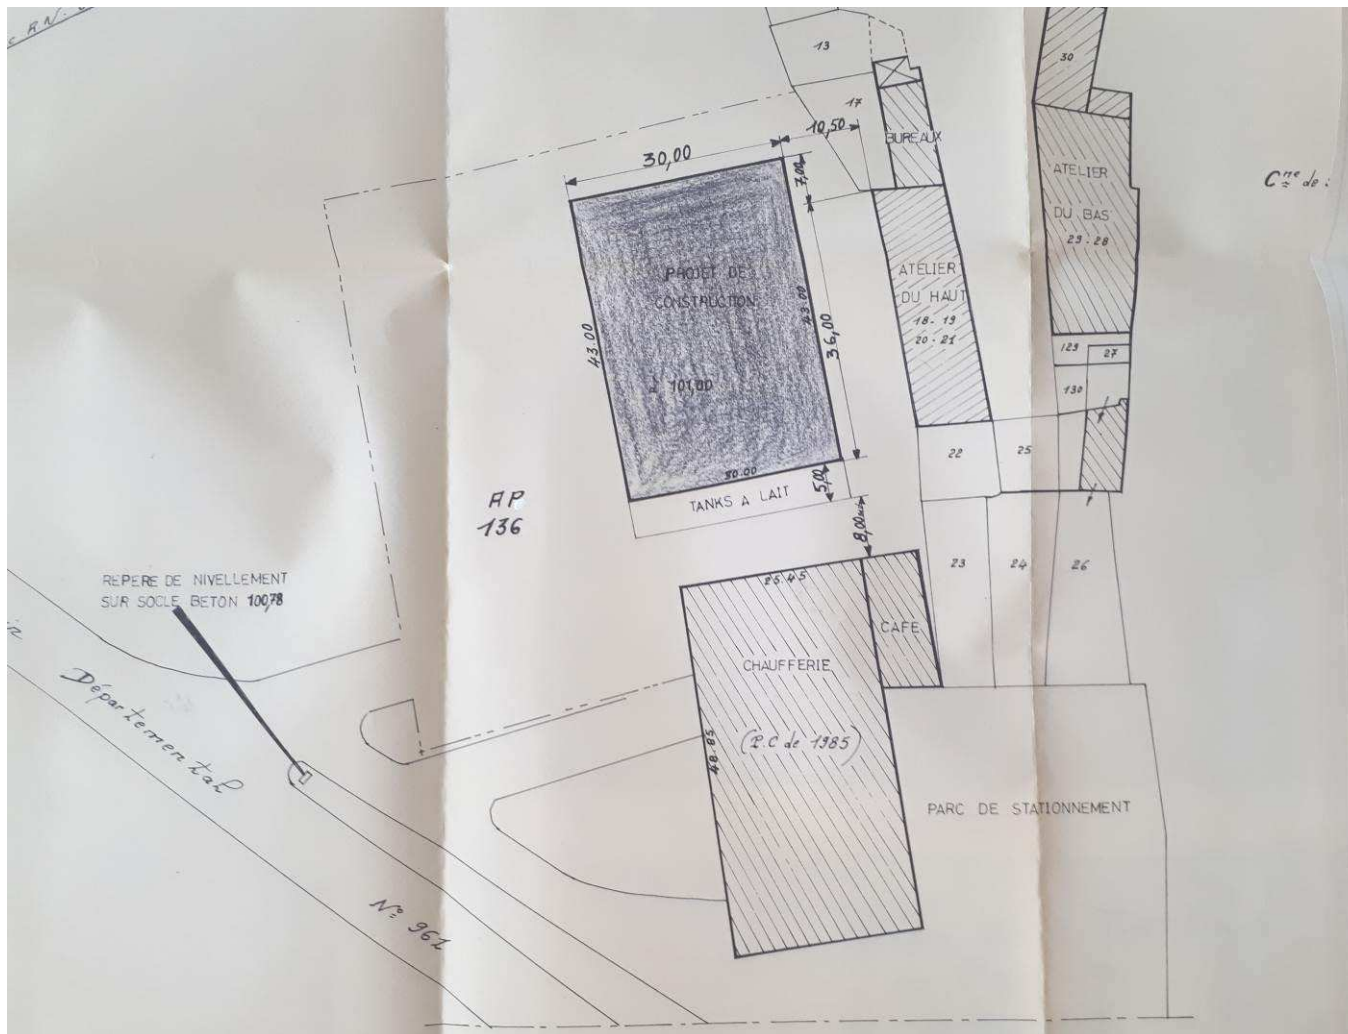 13
30
17
10,50
30,00
BUREAUX
7,00
ATELIER
DU BAS
29-28
Cne de :
PROJET DE
CONSTRUCTION
ATELIER
DU HAUT
18-19
20-21
43.00
43.00
36,00
101,00
129
27
130
22
25
30.00
5,00
TANKS A LAIT
AP
136
8,00
23
24
26
REPERE DE NIVELLEMENT
SUR SOCLE BETON 100,78
25.45
CAFE
CHAUFFERIE
Départemental
(P.C de 1985)
48.85
PARC DE STATIONNEMENT
N° 961